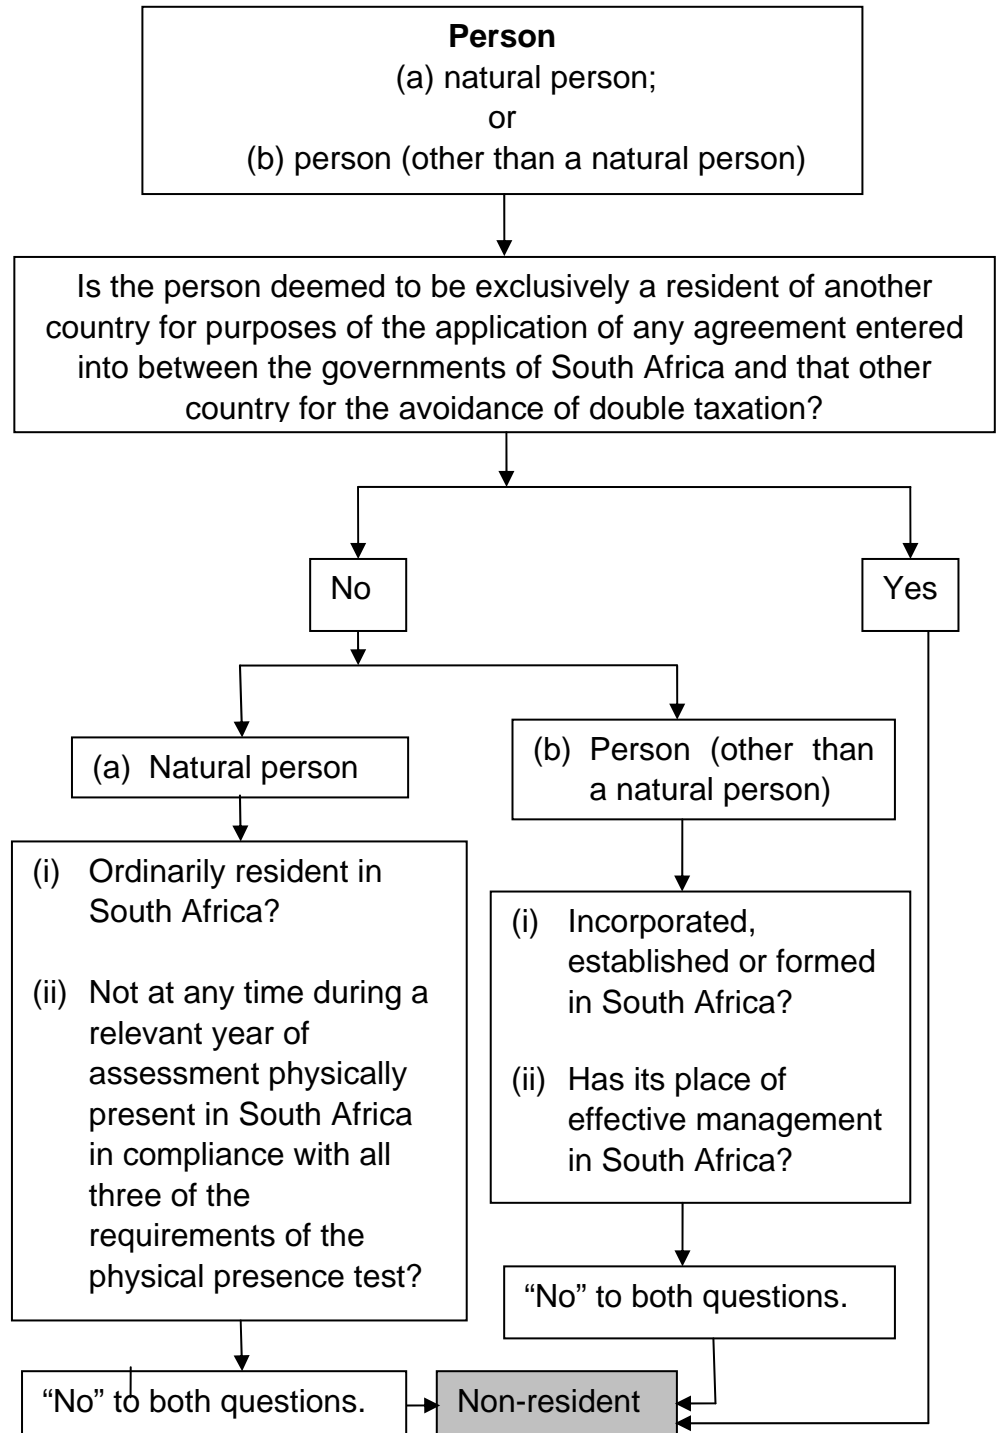 Person
(a) natural person;
or
(b) person (other than a natural person)
Is the person deemed to be exclusively a resident of another
country for purposes of the application of any agreement entered
into between the governments of South Africa and that other
country for the avoidance of double taxation?
No
Yes
(a) Natural person
(b) Person (other than
a natural person)
(i) Ordinarily resident in
South Africa?
(ii) Not at any time during a
relevant year of
assessment physically
present in South Africa
in compliance with all
three of the
requirements of the
physical presence test?
(i) Incorporated,
established or formed
in South Africa?
(ii) Has its place of
effective management
in South Africa?
“No” to both questions.
“No” to both questions.
Non-resident